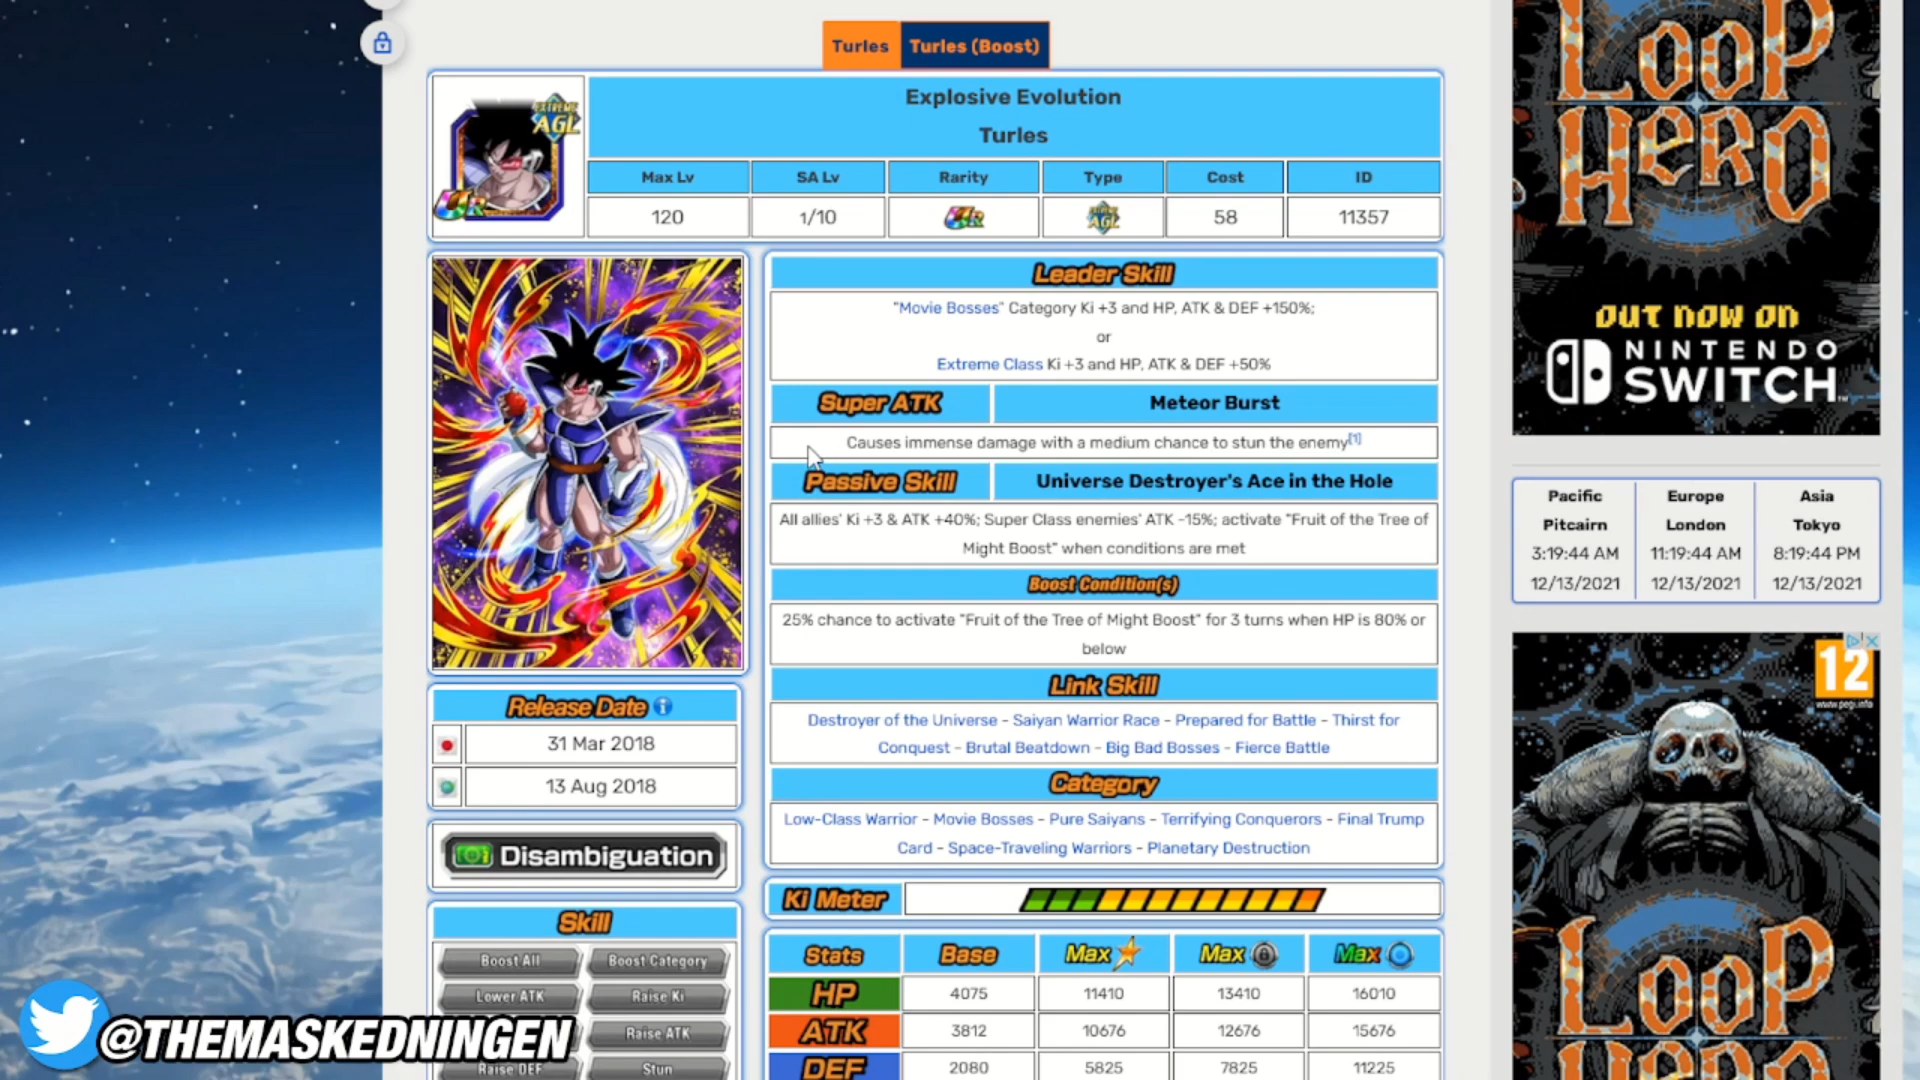 Turles
Turles (Boost)
Explosive Evolution
Turles
EXTREME
AGL
UR
Max Lv
SA Lv
Rarity
Type
Cost
ID
120
1/10
UR
EXTREME
AGL
58
11357
Leader Skill
"Movie Bosses" Category Ki +3 and HP, ATK & DEF +150%;
or
Extreme Class Ki +3 and HP, ATK & DEF +50%
Super ATK
Meteor Burst
Causes immense damage with a medium chance to stun the enemy[1]
Passive Skill
Universe Destroyer's Ace in the Hole
All allies' Ki +3 & ATK +40%; Super Class enemies' ATK -15%; activate "Fruit of the Tree of
Might Boost" when conditions are met
Boost Condition(s)
25% chance to activate "Fruit of the Tree of Might Boost" for 3 turns when HP is 80% or
below
Link Skill
Destroyer of the Universe - Saiyan Warrior Race - Prepared for Battle - Thirst for
Conquest - Brutal Beatdown - Big Bad Bosses - Fierce Battle
Category
Low-Class Warrior - Movie Bosses - Pure Saiyans - Terrifying Conquerors - Final Trump
Card - Space-Traveling Warriors - Planetary Destruction
Ki Meter
Stats
Base
Max
Max
Max
HP
4075
11410
13410
16010
ATK
3812
10676
12676
15676
DEF
2080
5825
7825
11225
Release Date
31 Mar 2018
13 Aug 2018
Disambiguation
Skill
Boost All
Boost Category
Lower ATK
Raise Ki
Raise ATK
Raise DEF
Stun
@THEMASKEDNINGEN
LOOP
HERO
OUT NOW ON
NINTENDO
SWITCH
Pacific
Pitcairn
3:19:44 AM
12/13/2021
Europe
London
11:19:44 AM
12/13/2021
Asia
Tokyo
8:19:44 PM
12/13/2021
12
www.pegi.info
LOOP
HERO